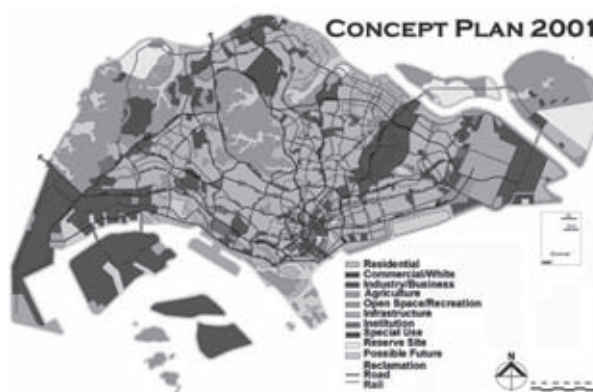 CONCEPT PLAN 2001
Residential
Commercial/White
Industry/Business
Agriculture
Open Space/Recreation
Infrastructure
Institution
Special Use
Reserve Site
Possible Future
Reclamation
Road
Rail
N